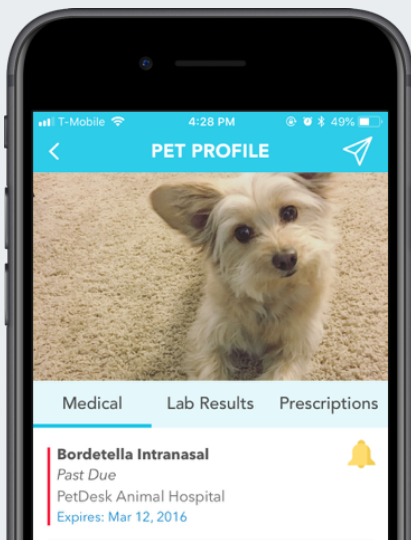 T-Mobile 4:28 PM 49%
PET PROFILE
Medical Lab Results Prescriptions
Bordetella Intranasal
Past Due
PetDesk Animal Hospital
Expires: Mar 12, 2016